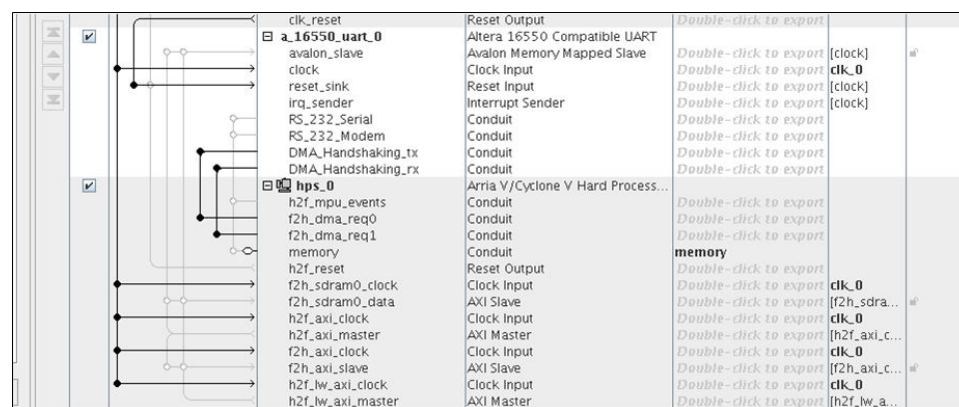 clk_reset Reset Output Double-click to export
a_16550_uart_0 Altera 16550 Compatible UART
avalon_slave Avalon Memory Mapped Slave Double-click to export [clock]
clock Clock Input Double-click to export clk_0
reset_sink Reset Input Double-click to export [clock]
irq_sender Interrupt Sender Double-click to export [clock]
RS_232_Serial Conduit Double-click to export
RS_232_Modem Conduit Double-click to export
DMA_Handshaking_tx Conduit Double-click to export
DMA_Handshaking_rx Conduit Double-click to export
hps_0 Arria V/Cyclone V Hard Process...
h2f_mpu_events Conduit Double-click to export
f2h_dma_req0 Conduit Double-click to export
f2h_dma_req1 Conduit Double-click to export
memory Conduit memory
h2f_reset Reset Output Double-click to export
f2h_sdram0_clock Clock Input Double-click to export clk_0
f2h_sdram0_data AXI Slave Double-click to export [f2h_sdra...
h2f_axi_clock Clock Input Double-click to export clk_0
h2f_axi_master AXI Master Double-click to export [h2f_axi_c...
f2h_axi_clock Clock Input Double-click to export clk_0
f2h_axi_slave AXI Slave Double-click to export [f2h_axi_c...
h2f_lw_axi_clock Clock Input Double-click to export clk_0
h2f_lw_axi_master AXI Master Double-click to export [h2f_lw_a...